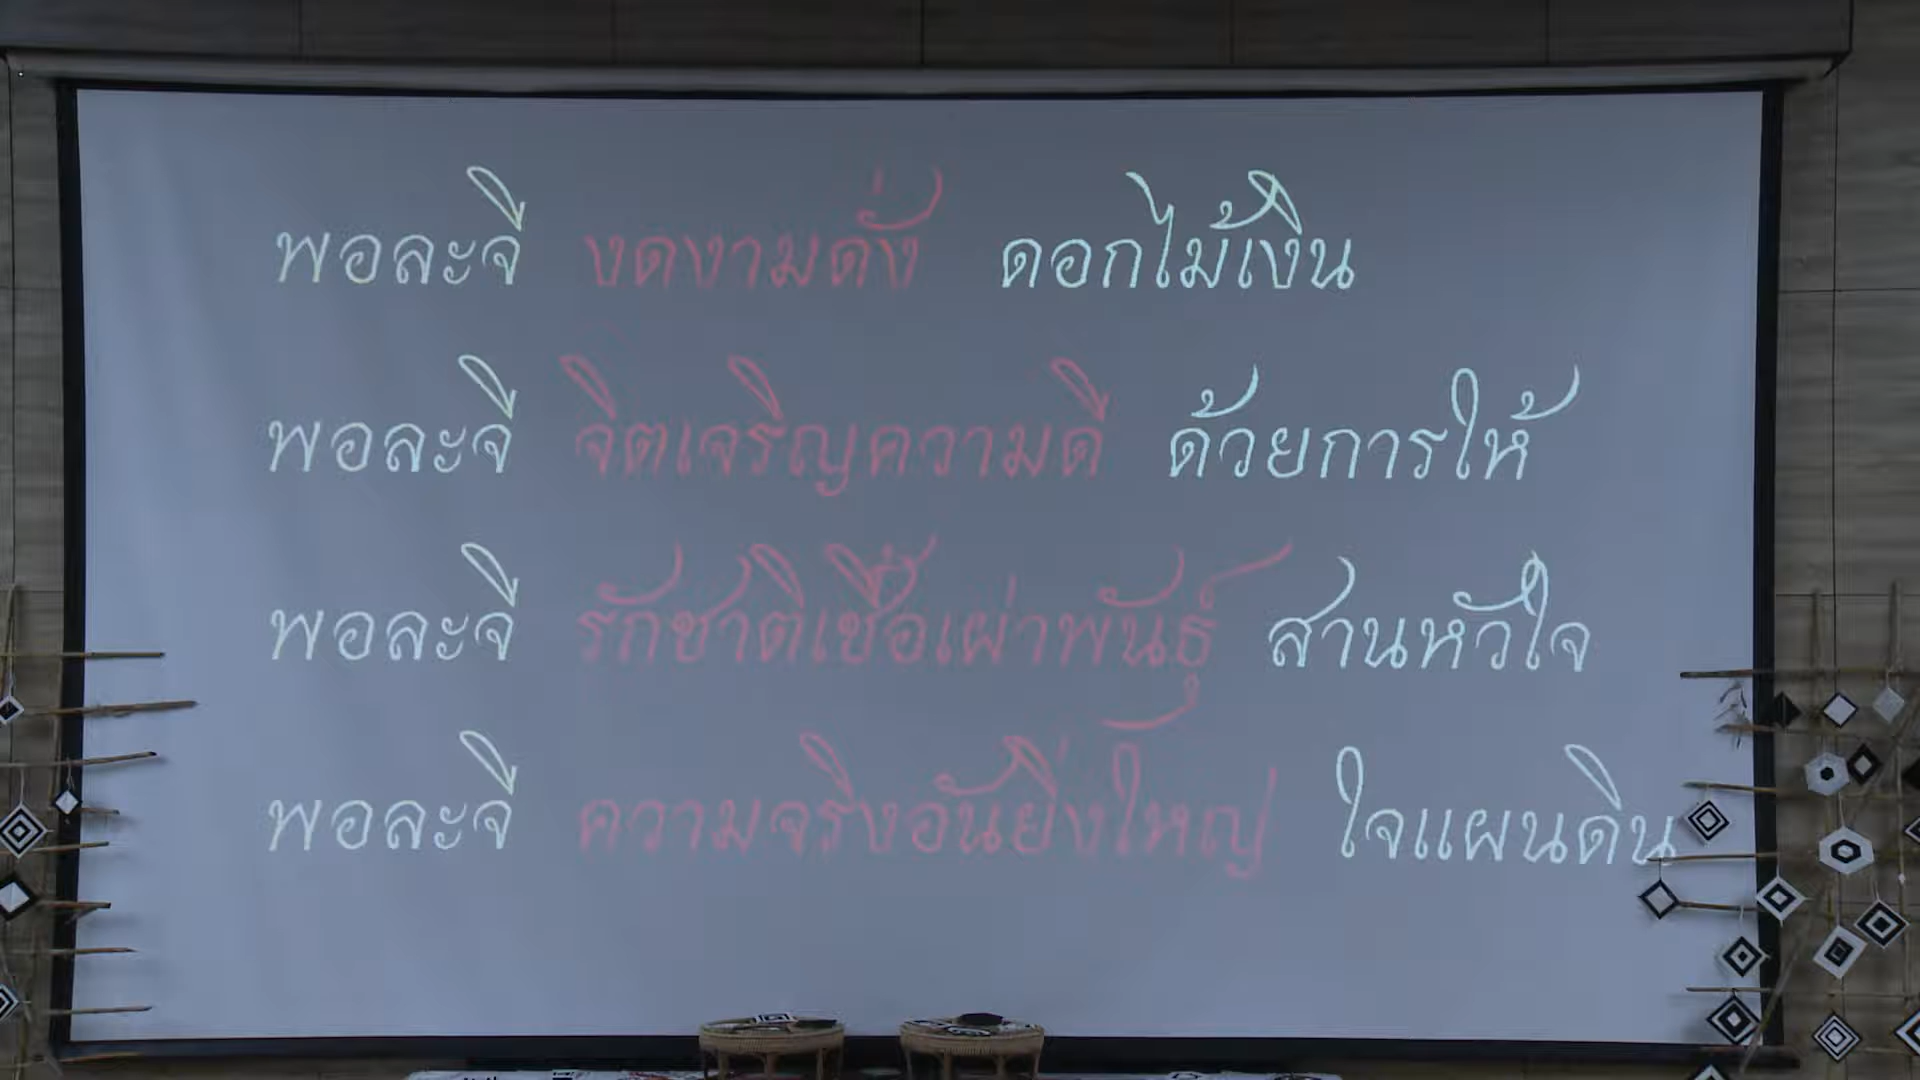 พอละจี งดงามดั่ง ดอกไม้เงิน
พอละจี จิตเจริญความดี ด้วยการให้
พอละจี รักชาติเชื้อเผ่าพันธุ์ สานหัวใจ
พอละจี ความจริงอันยิ่งใหญ่ ใจแผนดิน